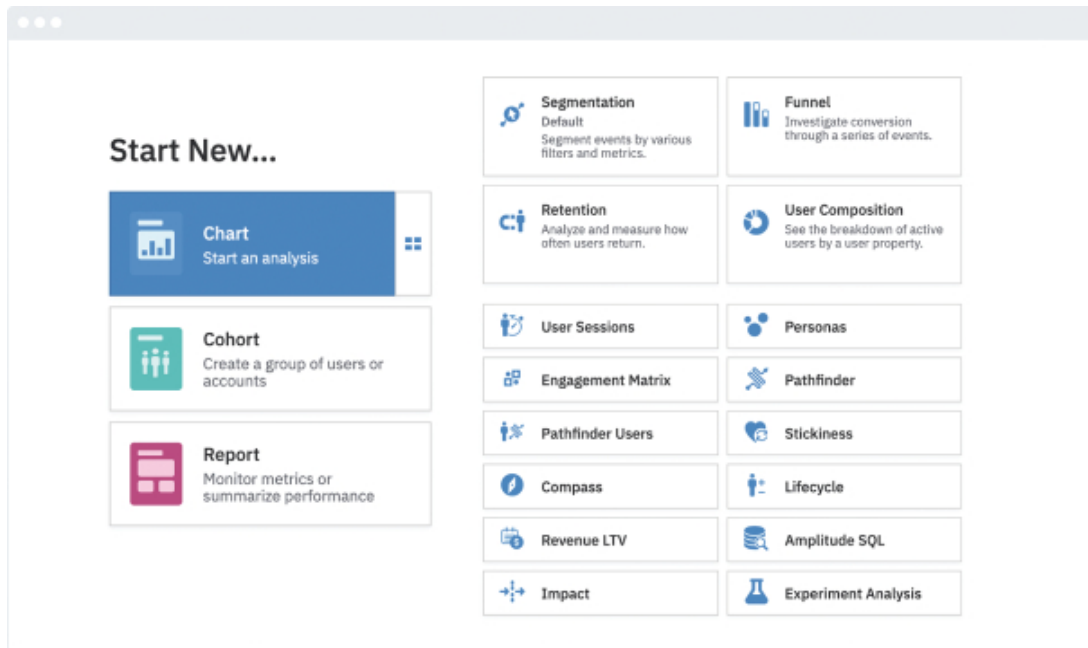 Start New...
Chart
Start an analysis
Cohort
Create a group of users or
accounts
Report
Monitor metrics or
summarize performance
Segmentation
Default
Segment events by various
filters and metrics.
Funnel
Investigate conversion
through a series of events.
Retention
Analyze and measure how
often users return.
User Composition
See the breakdown of active
users by a user property.
User Sessions
Personas
Engagement Matrix
Pathfinder
Pathfinder Users
Stickiness
Compass
Lifecycle
Revenue LTV
Amplitude SQL
Impact
Experiment Analysis